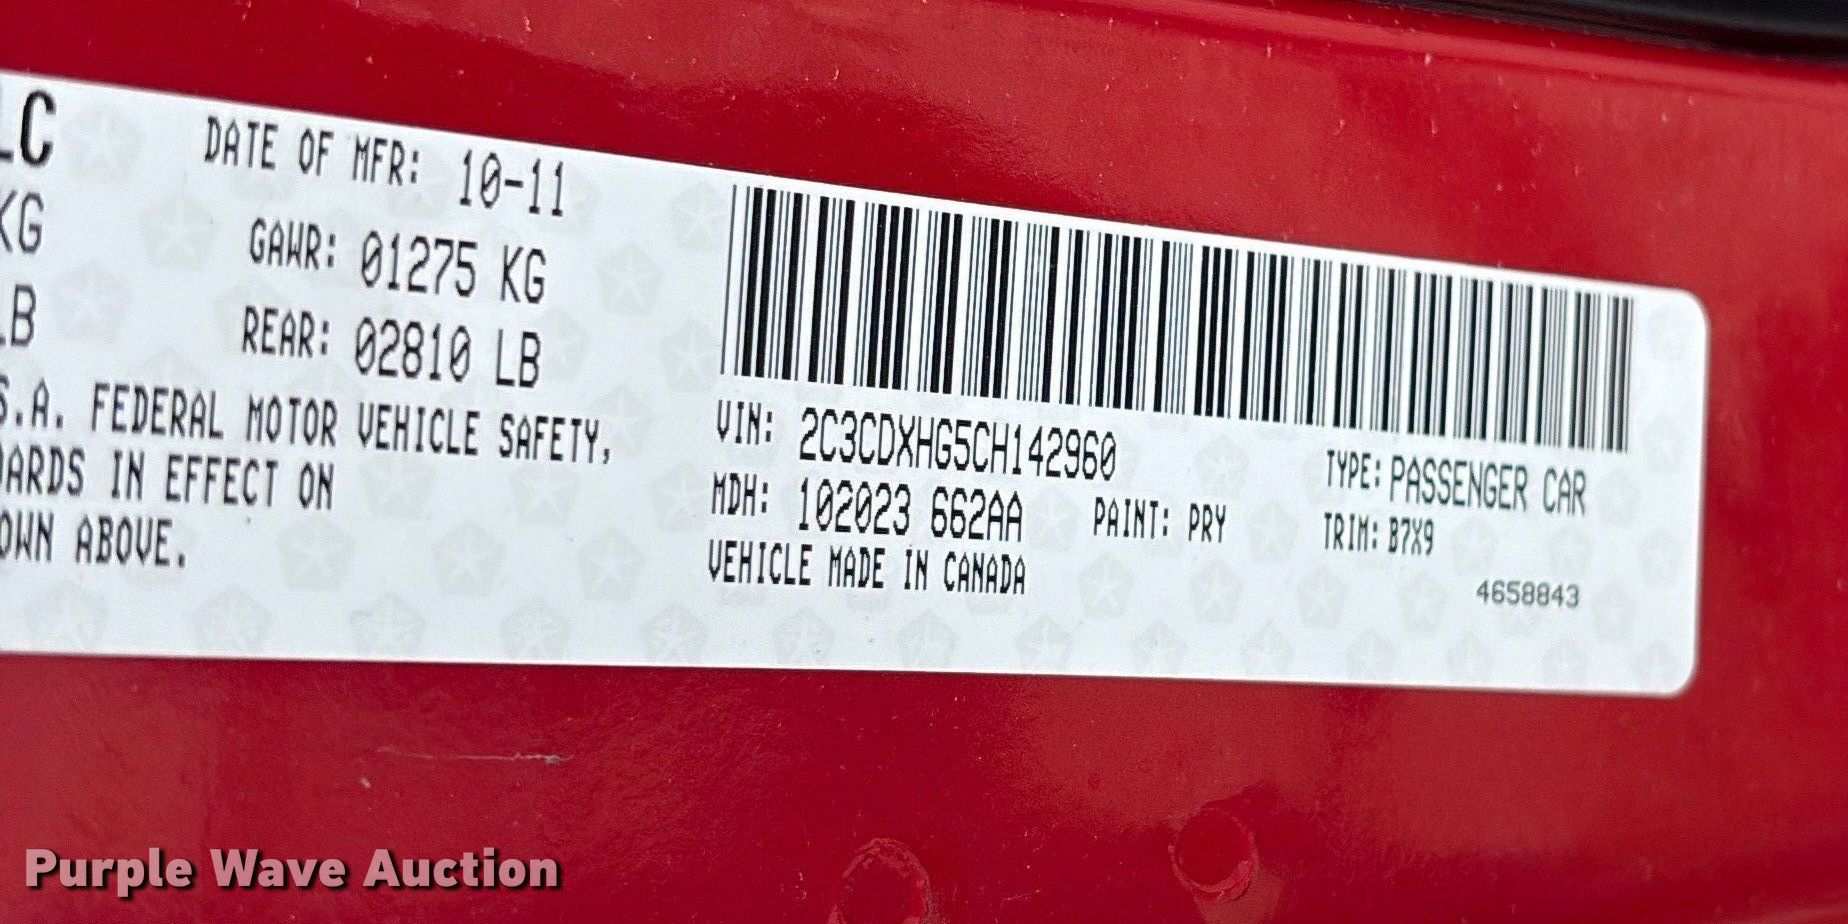 LC
DATE OF MFR: 10-11
KG
GAWR: 01275 KG
LB
REAR: 02810 LB
S.A. FEDERAL MOTOR VEHICLE SAFETY,
ARDS IN EFFECT ON
OWN ABOVE.
VIN: 2C3CDXHG5CH142960
MDH: 102023 662AA PAINT: PRY
VEHICLE MADE IN CANADA
TYPE: PASSENGER CAR
TRIM: B7X9
4658843
Purple Wave Auction